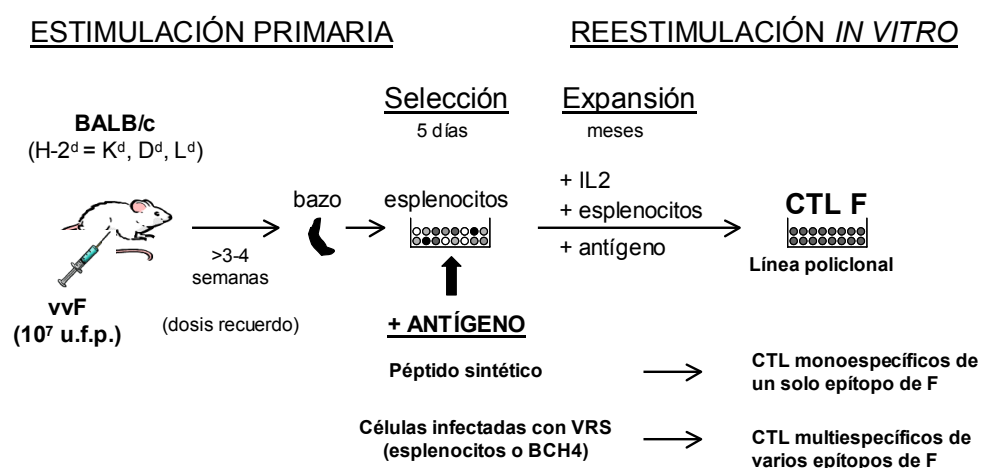 ESTIMULACIÓN PRIMARIA
REESTIMULACIÓN IN VITRO
Selección
5 días
Expansión
meses
BALB/c
(H-2ᵈ = Kᵈ, Dᵈ, Lᵈ)
bazo
esplenocitos
+ IL2
+ esplenocitos
+ antígeno
CTL F
Línea policlonal
>3-4
semanas
vvF
(10⁷ u.f.p.)
(dosis recuerdo)
+ ANTÍGENO
Péptido sintético
CTL monoespecíficos de
un solo epítopo de F
Células infectadas con VRS
(esplenocitos o BCH4)
CTL multiespecíficos de
varios epítopos de F